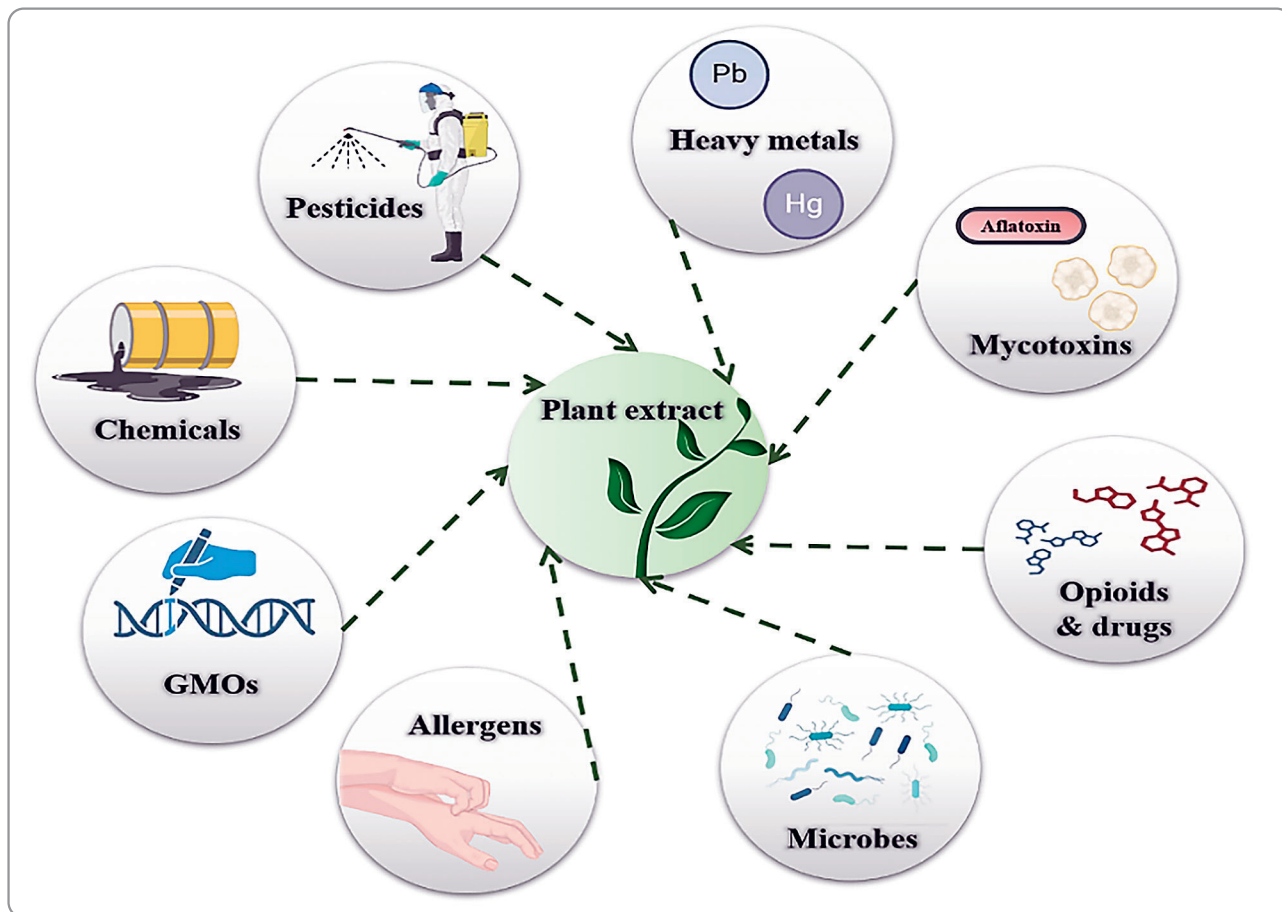 Pb
Heavy metals
Hg
Pesticides
Aflatoxin
Mycotoxins
Chemicals
Plant extract
Opioids
& drugs
GMOs
Allergens
Microbes